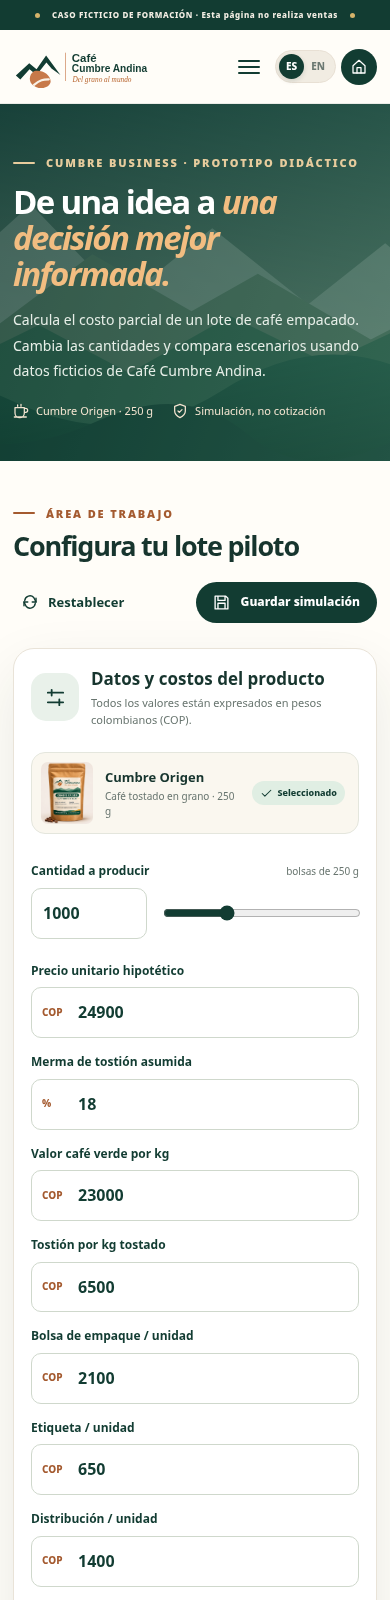 CASO FICTICIO DE FORMACIÓN · Esta página no realiza ventas
Café
Cumbre Andina
Del grano al mundo
ES EN
CUMBRE BUSINESS · PROTOTIPO DIDÁCTICO
De una idea a una
decisión mejor
informada.
Calcula el costo parcial de un lote de café empacado.
Cambia las cantidades y compara escenarios usando
datos ficticios de Café Cumbre Andina.
Cumbre Origen · 250 g Simulación, no cotización
ÁREA DE TRABAJO
Configura tu lote piloto
Restablecer Guardar simulación
Datos y costos del producto
Todos los valores están expresados en pesos
colombianos (COP).
Cumbre Origen
Café tostado en grano · 250
g
Seleccionado
Cantidad a producir bolsas de 250 g
1000
Precio unitario hipotético
COP 24900
Merma de tostión asumida
% 18
Valor café verde por kg
COP 23000
Tostión por kg tostado
COP 6500
Bolsa de empaque / unidad
COP 2100
Etiqueta / unidad
COP 650
Distribución / unidad
COP 1400